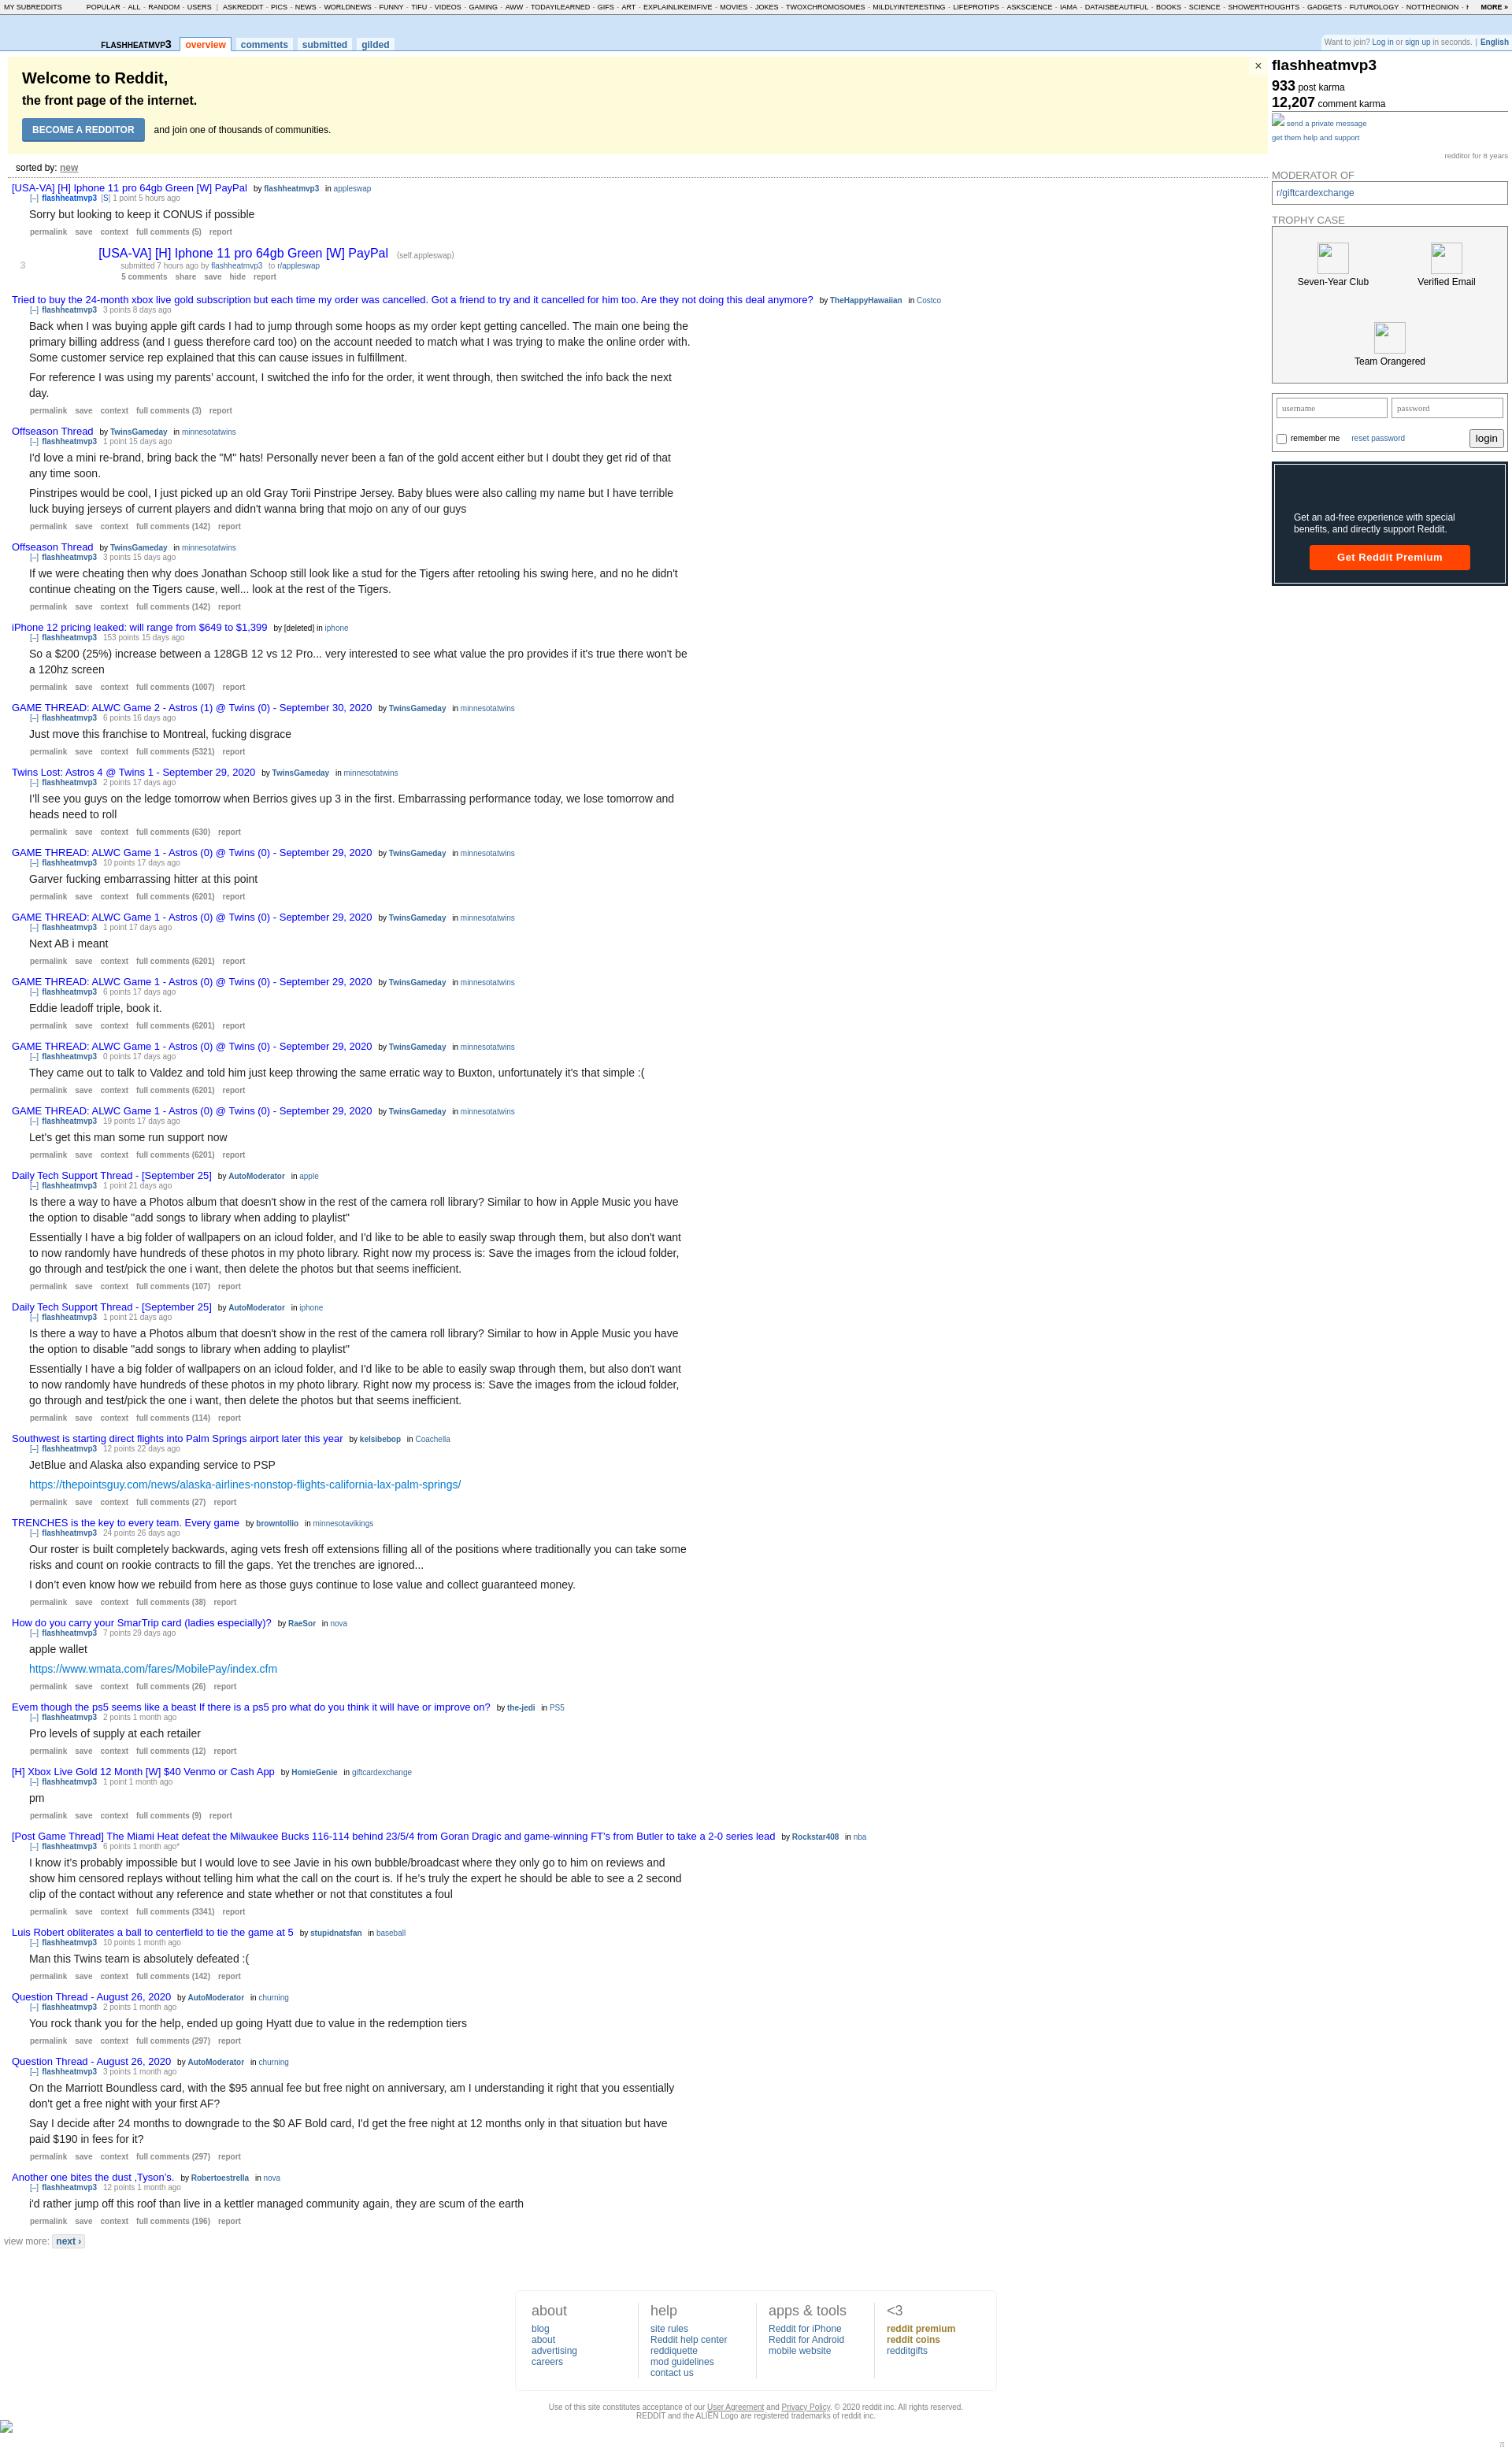 MY SUBREDDITS POPULAR - ALL - RANDOM - USERS | ASKREDDIT - PICS - NEWS - WORLDNEWS - FUNNY - TIFU - VIDEOS - GAMING - AWW - TODAYILEARNED - GIFS - ART - EXPLAINLIKEIMFIVE - MOVIES - JOKES - TWOXCHROMOSOMES - MILDLYINTERESTING - LIFEPROTIPS - ASKSCIENCE - IAMA - DATAISBEAUTIFUL - BOOKS - SCIENCE - SHOWERTHOUGHTS - GADGETS - FUTUROLOGY - NOTTHEONION - MORE »
FLASHHEATMVP3 overview comments submitted gilded
Want to join? Log in or sign up in seconds. | English
Welcome to Reddit,
the front page of the internet.
BECOME A REDDITOR and join one of thousands of communities.
×
sorted by: new
[USA-VA] [H] Iphone 11 pro 64gb Green [W] PayPal by flashheatmvp3 in appleswap
[–] flashheatmvp3 [S] 1 point 5 hours ago
Sorry but looking to keep it CONUS if possible
permalink save context full comments (5) report
3
[USA-VA] [H] Iphone 11 pro 64gb Green [W] PayPal (self.appleswap)
submitted 7 hours ago by flashheatmvp3 to r/appleswap
5 comments share save hide report
Tried to buy the 24-month xbox live gold subscription but each time my order was cancelled. Got a friend to try and it cancelled for him too. Are they not doing this deal anymore? by TheHappyHawaiian in Costco
[–] flashheatmvp3 3 points 8 days ago
Back when I was buying apple gift cards I had to jump through some hoops as my order kept getting cancelled. The main one being the
primary billing address (and I guess therefore card too) on the account needed to match what I was trying to make the online order with.
Some customer service rep explained that this can cause issues in fulfillment.
For reference I was using my parents’ account, I switched the info for the order, it went through, then switched the info back the next
day.
permalink save context full comments (3) report
Offseason Thread by TwinsGameday in minnesotatwins
[–] flashheatmvp3 1 point 15 days ago
I'd love a mini re-brand, bring back the "M" hats! Personally never been a fan of the gold accent either but I doubt they get rid of that
any time soon.
Pinstripes would be cool, I just picked up an old Gray Torii Pinstripe Jersey. Baby blues were also calling my name but I have terrible
luck buying jerseys of current players and didn't wanna bring that mojo on any of our guys
permalink save context full comments (142) report
Offseason Thread by TwinsGameday in minnesotatwins
[–] flashheatmvp3 3 points 15 days ago
If we were cheating then why does Jonathan Schoop still look like a stud for the Tigers after retooling his swing here, and no he didn't
continue cheating on the Tigers cause, well... look at the rest of the Tigers.
permalink save context full comments (142) report
iPhone 12 pricing leaked: will range from $649 to $1,399 by [deleted] in iphone
[–] flashheatmvp3 153 points 15 days ago
So a $200 (25%) increase between a 128GB 12 vs 12 Pro... very interested to see what value the pro provides if it's true there won't be
a 120hz screen
permalink save context full comments (1007) report
GAME THREAD: ALWC Game 2 - Astros (1) @ Twins (0) - September 30, 2020 by TwinsGameday in minnesotatwins
[–] flashheatmvp3 6 points 16 days ago
Just move this franchise to Montreal, fucking disgrace
permalink save context full comments (5321) report
Twins Lost: Astros 4 @ Twins 1 - September 29, 2020 by TwinsGameday in minnesotatwins
[–] flashheatmvp3 2 points 17 days ago
I’ll see you guys on the ledge tomorrow when Berrios gives up 3 in the first. Embarrassing performance today, we lose tomorrow and
heads need to roll
permalink save context full comments (630) report
GAME THREAD: ALWC Game 1 - Astros (0) @ Twins (0) - September 29, 2020 by TwinsGameday in minnesotatwins
[–] flashheatmvp3 10 points 17 days ago
Garver fucking embarrassing hitter at this point
permalink save context full comments (6201) report
GAME THREAD: ALWC Game 1 - Astros (0) @ Twins (0) - September 29, 2020 by TwinsGameday in minnesotatwins
[–] flashheatmvp3 1 point 17 days ago
Next AB i meant
permalink save context full comments (6201) report
GAME THREAD: ALWC Game 1 - Astros (0) @ Twins (0) - September 29, 2020 by TwinsGameday in minnesotatwins
[–] flashheatmvp3 6 points 17 days ago
Eddie leadoff triple, book it.
permalink save context full comments (6201) report
GAME THREAD: ALWC Game 1 - Astros (0) @ Twins (0) - September 29, 2020 by TwinsGameday in minnesotatwins
[–] flashheatmvp3 0 points 17 days ago
They came out to talk to Valdez and told him just keep throwing the same erratic way to Buxton, unfortunately it's that simple :(
permalink save context full comments (6201) report
GAME THREAD: ALWC Game 1 - Astros (0) @ Twins (0) - September 29, 2020 by TwinsGameday in minnesotatwins
[–] flashheatmvp3 19 points 17 days ago
Let's get this man some run support now
permalink save context full comments (6201) report
Daily Tech Support Thread - [September 25] by AutoModerator in apple
[–] flashheatmvp3 1 point 21 days ago
Is there a way to have a Photos album that doesn't show in the rest of the camera roll library? Similar to how in Apple Music you have
the option to disable "add songs to library when adding to playlist"
Essentially I have a big folder of wallpapers on an icloud folder, and I'd like to be able to easily swap through them, but also don't want
to now randomly have hundreds of these photos in my photo library. Right now my process is: Save the images from the icloud folder,
go through and test/pick the one i want, then delete the photos but that seems inefficient.
permalink save context full comments (107) report
Daily Tech Support Thread - [September 25] by AutoModerator in iphone
[–] flashheatmvp3 1 point 21 days ago
Is there a way to have a Photos album that doesn't show in the rest of the camera roll library? Similar to how in Apple Music you have
the option to disable "add songs to library when adding to playlist"
Essentially I have a big folder of wallpapers on an icloud folder, and I'd like to be able to easily swap through them, but also don't want
to now randomly have hundreds of these photos in my photo library. Right now my process is: Save the images from the icloud folder,
go through and test/pick the one i want, then delete the photos but that seems inefficient.
permalink save context full comments (114) report
Southwest is starting direct flights into Palm Springs airport later this year by kelsibebop in Coachella
[–] flashheatmvp3 12 points 22 days ago
JetBlue and Alaska also expanding service to PSP
https://thepointsguy.com/news/alaska-airlines-nonstop-flights-california-lax-palm-springs/
permalink save context full comments (27) report
TRENCHES is the key to every team. Every game by browntollio in minnesotavikings
[–] flashheatmvp3 24 points 26 days ago
Our roster is built completely backwards, aging vets fresh off extensions filling all of the positions where traditionally you can take some
risks and count on rookie contracts to fill the gaps. Yet the trenches are ignored...
I don’t even know how we rebuild from here as those guys continue to lose value and collect guaranteed money.
permalink save context full comments (38) report
How do you carry your SmarTrip card (ladies especially)? by RaeSor in nova
[–] flashheatmvp3 7 points 29 days ago
apple wallet
https://www.wmata.com/fares/MobilePay/index.cfm
permalink save context full comments (26) report
Evem though the ps5 seems like a beast If there is a ps5 pro what do you think it will have or improve on? by the-jedi in PS5
[–] flashheatmvp3 2 points 1 month ago
Pro levels of supply at each retailer
permalink save context full comments (12) report
[H] Xbox Live Gold 12 Month [W] $40 Venmo or Cash App by HomieGenie in giftcardexchange
[–] flashheatmvp3 1 point 1 month ago
pm
permalink save context full comments (9) report
[Post Game Thread] The Miami Heat defeat the Milwaukee Bucks 116-114 behind 23/5/4 from Goran Dragic and game-winning FT's from Butler to take a 2-0 series lead by Rockstar408 in nba
[–] flashheatmvp3 6 points 1 month ago*
I know it’s probably impossible but I would love to see Javie in his own bubble/broadcast where they only go to him on reviews and
show him censored replays without telling him what the call on the court is. If he’s truly the expert he should be able to see a 2 second
clip of the contact without any reference and state whether or not that constitutes a foul
permalink save context full comments (3341) report
Luis Robert obliterates a ball to centerfield to tie the game at 5 by stupidnatsfan in baseball
[–] flashheatmvp3 10 points 1 month ago
Man this Twins team is absolutely defeated :(
permalink save context full comments (142) report
Question Thread - August 26, 2020 by AutoModerator in churning
[–] flashheatmvp3 2 points 1 month ago
You rock thank you for the help, ended up going Hyatt due to value in the redemption tiers
permalink save context full comments (297) report
Question Thread - August 26, 2020 by AutoModerator in churning
[–] flashheatmvp3 3 points 1 month ago
On the Marriott Boundless card, with the $95 annual fee but free night on anniversary, am I understanding it right that you essentially
don't get a free night with your first AF?
Say I decide after 24 months to downgrade to the $0 AF Bold card, I'd get the free night at 12 months only in that situation but have
paid $190 in fees for it?
permalink save context full comments (297) report
Another one bites the dust ,Tyson’s. by Robertoestrella in nova
[–] flashheatmvp3 12 points 1 month ago
i'd rather jump off this roof than live in a kettler managed community again, they are scum of the earth
permalink save context full comments (196) report
view more: next ›
flashheatmvp3
933 post karma
12,207 comment karma
send a private message
get them help and support
redditor for 8 years
MODERATOR OF
r/giftcardexchange
TROPHY CASE
Seven-Year Club
Verified Email
Team Orangered
username password
remember me reset password login
Get an ad-free experience with special
benefits, and directly support Reddit.
Get Reddit Premium
about
blog
about
advertising
careers
help
site rules
Reddit help center
reddiquette
mod guidelines
contact us
apps & tools
Reddit for iPhone
Reddit for Android
mobile website
<3
reddit premium
reddit coins
redditgifts
Use of this site constitutes acceptance of our User Agreement and Privacy Policy. © 2020 reddit inc. All rights reserved.
REDDIT and the ALIEN Logo are registered trademarks of reddit inc.
π